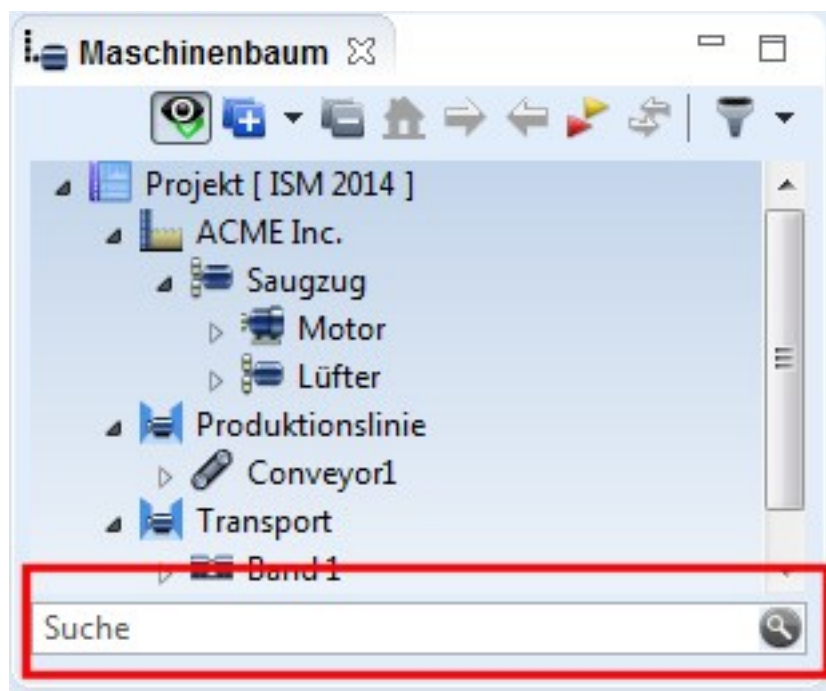 Maschinenbaum
Projekt [ ISM 2014 ]
ACME Inc.
Saugzug
Motor
Lüfter
Produktionslinie
Conveyor1
Transport
Band 1
Suche